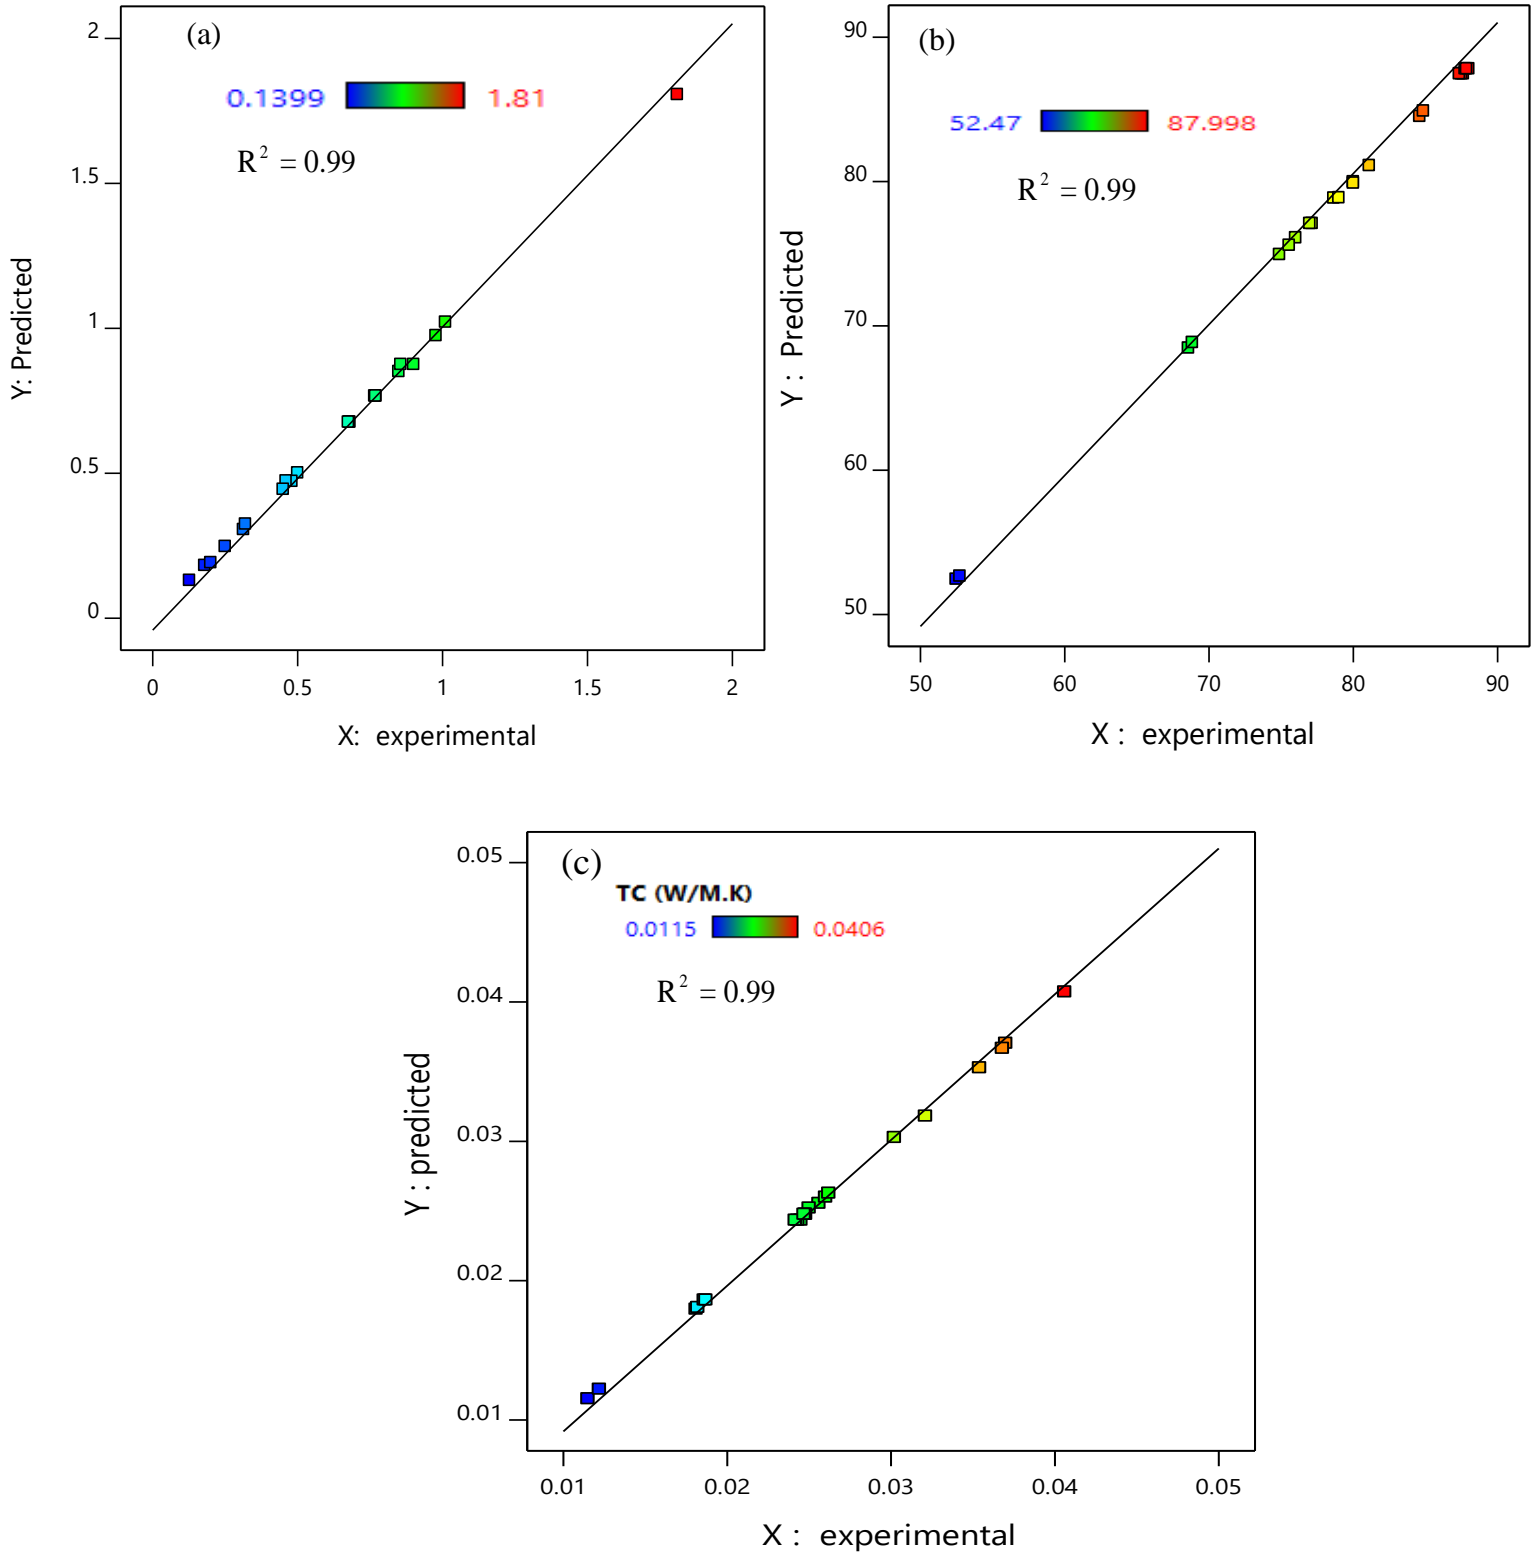 (a)
0.1399 1.81
R² = 0.99
2
1.5
1
0.5
0
Y: Predicted
0 0.5 1 1.5 2
X: experimental
(b)
52.47 87.998
R² = 0.99
90
80
70
60
50
Y : Predicted
50 60 70 80 90
X : experimental
(c)
TC (W/M.K)
0.0115 0.0406
R² = 0.99
0.05
0.04
0.03
0.02
0.01
Y : predicted
0.01 0.02 0.03 0.04 0.05
X : experimental